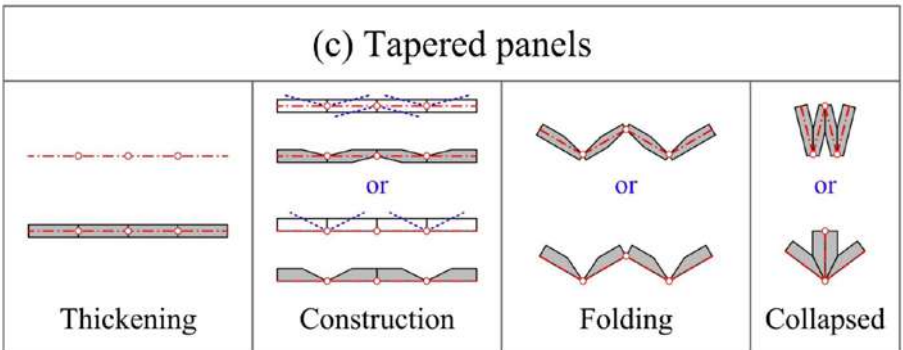 (c) Tapered panels
or
or
or
Thickening
Construction
Folding
Collapsed